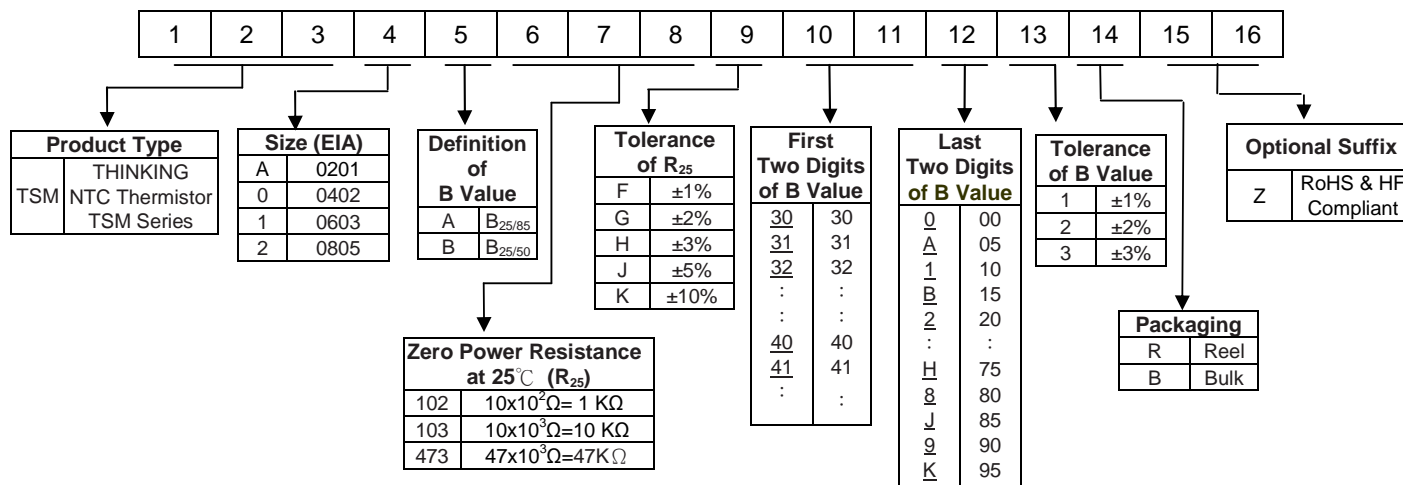 1 2 3 4 5 6 7 8 9 10 11 12 13 14 15 16
Product Type
TSM
THINKING
NTC Thermistor
TSM Series
Size (EIA)
A 0201
0 0402
1 0603
2 0805
Definition
of
B Value
A B25/85
B B25/50
Zero Power Resistance
at 25℃ (R25)
102 10x10²Ω= 1 KΩ
103 10x10³Ω=10 KΩ
473 47x10³Ω=47KΩ
Tolerance
of R25
F ±1%
G ±2%
H ±3%
J ±5%
K ±10%
First
Two Digits
of B Value
30 30
31 31
32 32
: :
: :
40 40
41 41
: :
Last
Two Digits
of B Value
0 00
A 05
1 10
B 15
2 20
: :
H 75
8 80
J 85
9 90
K 95
Tolerance
of B Value
1 ±1%
2 ±2%
3 ±3%
Packaging
R Reel
B Bulk
Optional Suffix
Z
RoHS & HF
Compliant